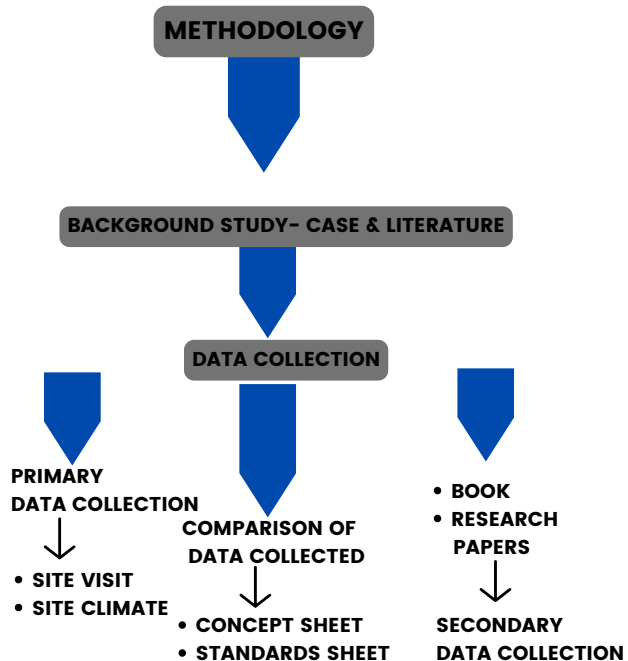 METHODOLOGY
BACKGROUND STUDY- CASE & LITERATURE
DATA COLLECTION
PRIMARY
DATA COLLECTION
• SITE VISIT
• SITE CLIMATE
COMPARISON OF
DATA COLLECTED
• CONCEPT SHEET
• STANDARDS SHEET
• BOOK
• RESEARCH
PAPERS
SECONDARY
DATA COLLECTION